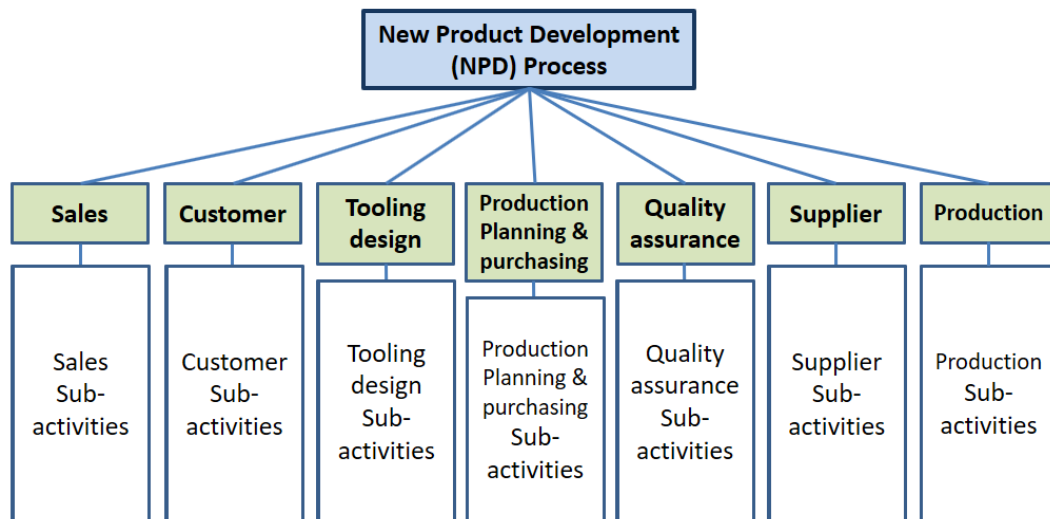 New Product Development
(NPD) Process
Sales
Customer
Tooling
design
Production
Planning &
purchasing
Quality
assurance
Supplier
Production
Sales
Sub-
activities
Customer
Sub-
activities
Tooling
design
Sub-
activities
Production
Planning &
purchasing
Sub-
activities
Quality
assurance
Sub-
activities
Supplier
Sub-
activities
Production
Sub-
activities